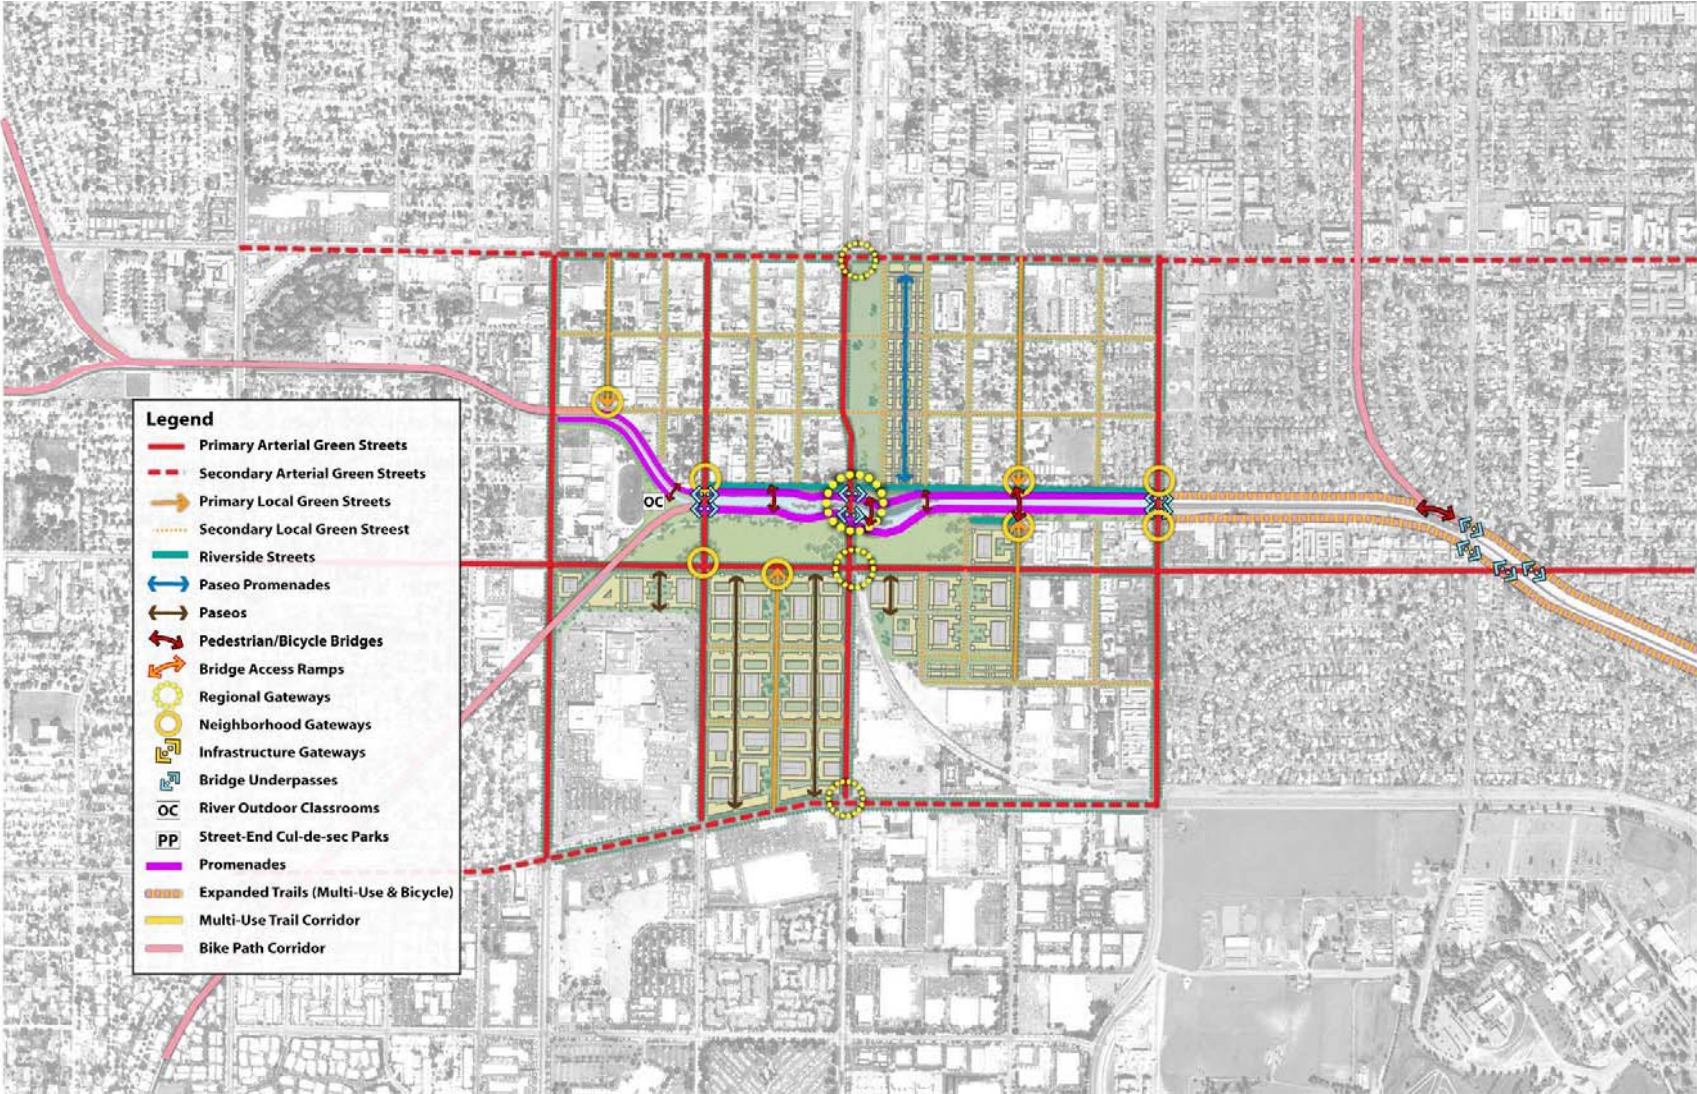 OC
Legend
Primary Arterial Green Streets
Secondary Arterial Green Streets
Primary Local Green Streets
Secondary Local Green Streest
Riverside Streets
Paseo Promenades
Paseos
Pedestrian/Bicycle Bridges
Bridge Access Ramps
Regional Gateways
Neighborhood Gateways
Infrastructure Gateways
Bridge Underpasses
OC River Outdoor Classrooms
PP Street-End Cul-de-sec Parks
Promenades
Expanded Trails (Multi-Use & Bicycle)
Multi-Use Trail Corridor
Bike Path Corridor